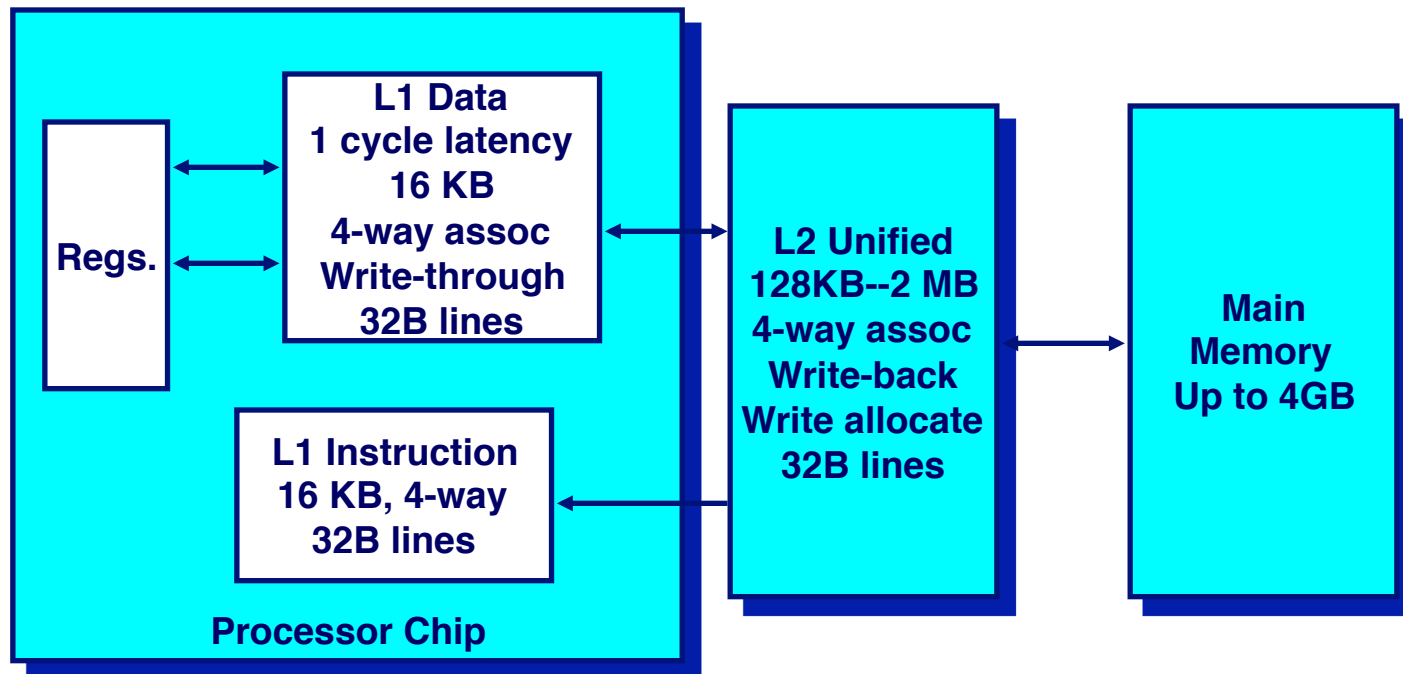 L1 Data
1 cycle latency
16 KB
4-way assoc
Write-through
32B lines
Regs.
L1 Instruction
16 KB, 4-way
32B lines
Processor Chip
L2 Unified
128KB--2 MB
4-way assoc
Write-back
Write allocate
32B lines
Main
Memory
Up to 4GB